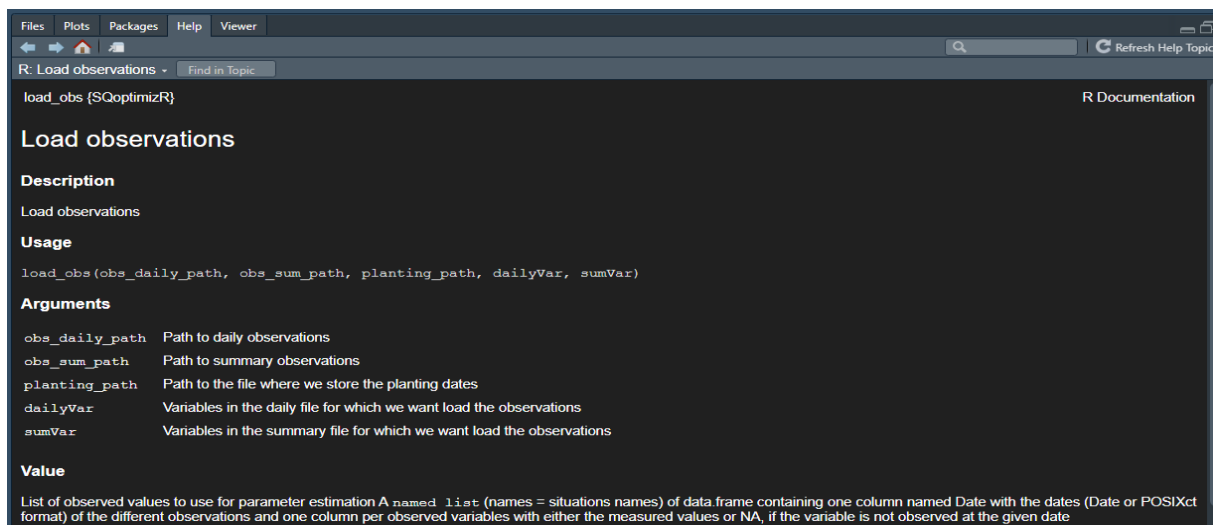 Files Plots Packages Help Viewer
Refresh Help Topic
R: Load observations Find in Topic
load_obs {SQoptimizR} R Documentation
Load observations
Description
Load observations
Usage
load_obs(obs_daily_path, obs_sum_path, planting_path, dailyVar, sumVar)
Arguments
obs_daily_path Path to daily observations
obs_sum_path Path to summary observations
planting_path Path to the file where we store the planting dates
dailyVar Variables in the daily file for which we want load the observations
sumVar Variables in the summary file for which we want load the observations
Value
List of observed values to use for parameter estimation A named list (names = situations names) of data.frame containing one column named Date with the dates (Date or POSIXct
format) of the different observations and one column per observed variables with either the measured values or NA, if the variable is not observed at the given date